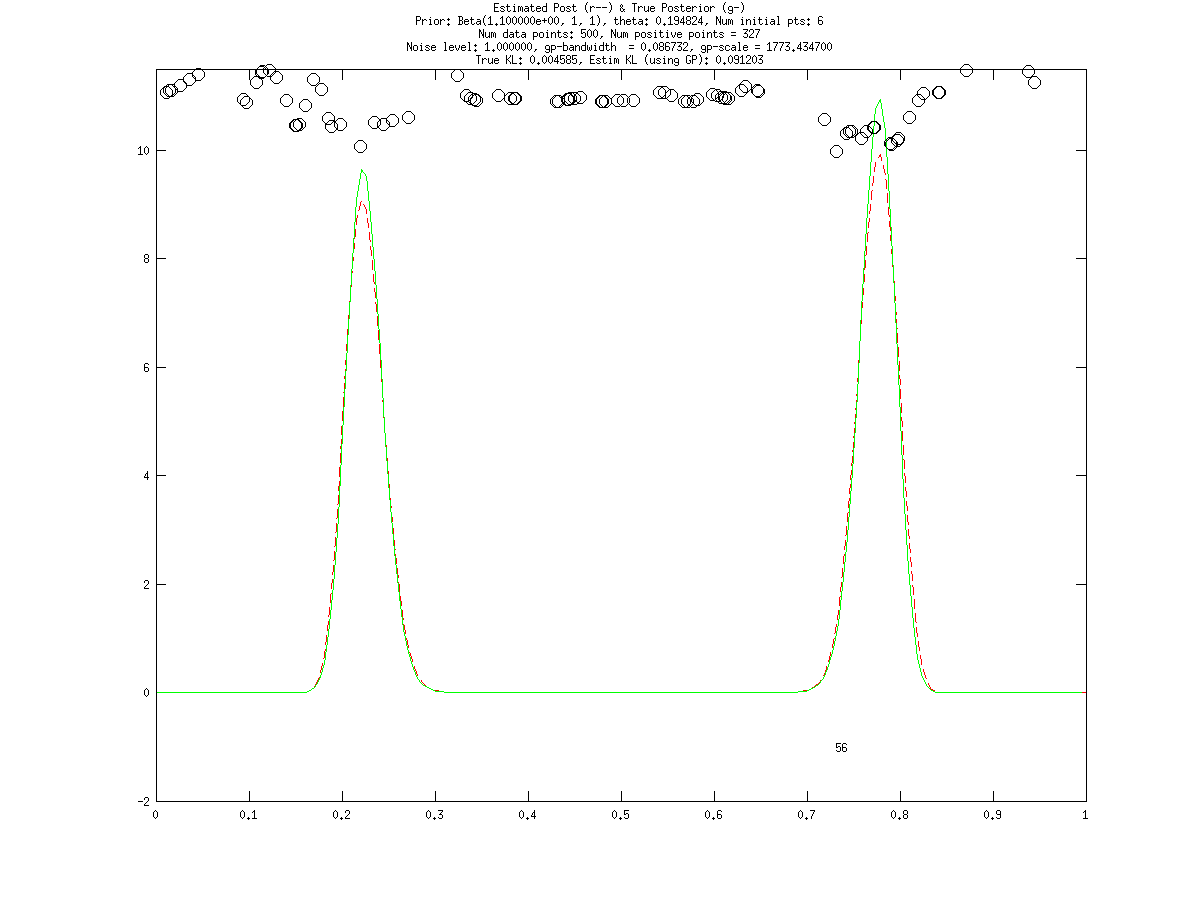 Estimated Post (r--) & True Posterior (g-)
Prior: Beta(1.100000e+00, 1, 1), theta: 0.194824, Num initial pts: 6
Num data points: 500, Num positive points = 327
Noise level: 1.000000, gp-bandwidth  = 0.086732, gp-scale = 1773.434700
True KL: 0.004585, Estim KL (using GP): 0.091203
10
8
6
4
2
0
56
-2
0 0.1 0.2 0.3 0.4 0.5 0.6 0.7 0.8 0.9 1